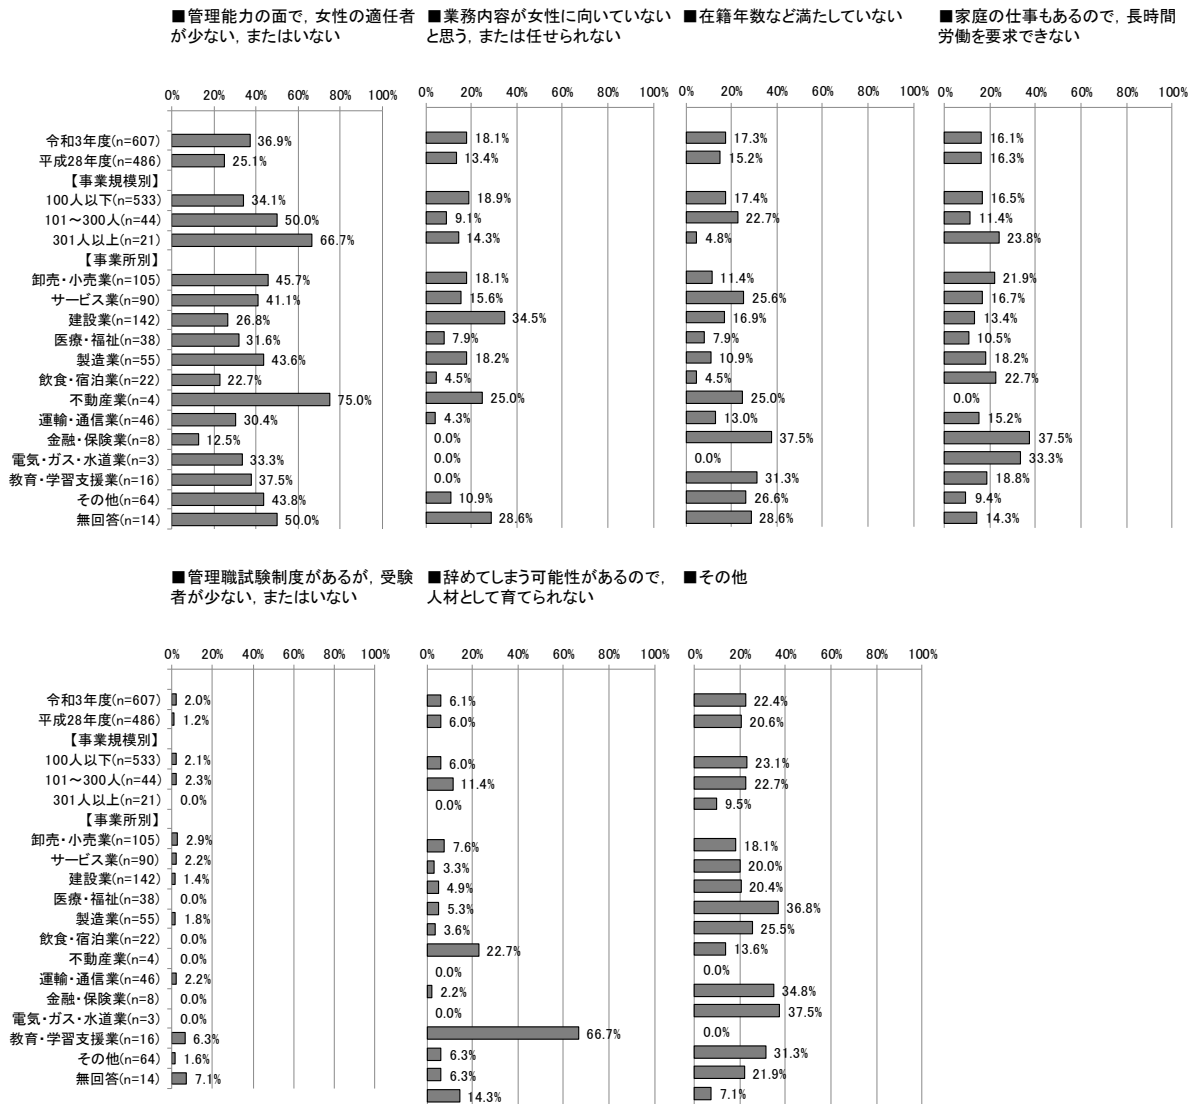 ■管理能力の面で，女性の適任者
が少ない，またはいない
■業務内容が女性に向いていない
と思う，または任せられない
■在籍年数など満たしていない
■家庭の仕事もあるので，長時間
労働を要求できない
0% 20% 40% 60% 80% 100% 0% 20% 40% 60% 80% 100% 0% 20% 40% 60% 80% 100% 0% 20% 40% 60% 80% 100%
令和3年度(n=607) 36.9% 18.1% 17.3% 16.1%
平成28年度(n=486) 25.1% 13.4% 15.2% 16.3%
【事業規模別】
100人以下(n=533) 34.1% 18.9% 17.4% 16.5%
101～300人(n=44) 50.0% 9.1% 22.7% 11.4%
301人以上(n=21) 66.7% 14.3% 4.8% 23.8%
【事業所別】
卸売・小売業(n=105) 45.7% 18.1% 11.4% 21.9%
サービス業(n=90) 41.1% 15.6% 25.6% 16.7%
建設業(n=142) 26.8% 34.5% 16.9% 13.4%
医療・福祉(n=38) 31.6% 7.9% 7.9% 10.5%
製造業(n=55) 43.6% 18.2% 10.9% 18.2%
飲食・宿泊業(n=22) 22.7% 4.5% 4.5% 22.7%
不動産業(n=4) 75.0% 25.0% 25.0% 0.0%
運輸・通信業(n=46) 30.4% 4.3% 13.0% 15.2%
金融・保険業(n=8) 12.5% 0.0% 37.5% 37.5%
電気・ガス・水道業(n=3) 33.3% 0.0% 0.0% 33.3%
教育・学習支援業(n=16) 37.5% 0.0% 31.3% 18.8%
その他(n=64) 43.8% 10.9% 26.6% 9.4%
無回答(n=14) 50.0% 28.6% 28.6% 14.3%
■管理職試験制度があるが，受験
者が少ない，またはいない
■辞めてしまう可能性があるので，
人材として育てられない
■その他
0% 20% 40% 60% 80% 100% 0% 20% 40% 60% 80% 100% 0% 20% 40% 60% 80% 100%
令和3年度(n=607) 2.0% 6.1% 22.4%
平成28年度(n=486) 1.2% 6.0% 20.6%
【事業規模別】
100人以下(n=533) 2.1% 6.0% 23.1%
101～300人(n=44) 2.3% 11.4% 22.7%
301人以上(n=21) 0.0% 0.0% 9.5%
【事業所別】
卸売・小売業(n=105) 2.9% 7.6% 18.1%
サービス業(n=90) 2.2% 3.3% 20.0%
建設業(n=142) 1.4% 4.9% 20.4%
医療・福祉(n=38) 0.0% 5.3% 36.8%
製造業(n=55) 1.8% 3.6% 25.5%
飲食・宿泊業(n=22) 0.0% 22.7% 13.6%
不動産業(n=4) 0.0% 0.0% 0.0%
運輸・通信業(n=46) 2.2% 2.2% 34.8%
金融・保険業(n=8) 0.0% 0.0% 37.5%
電気・ガス・水道業(n=3) 0.0% 66.7% 0.0%
教育・学習支援業(n=16) 6.3% 6.3% 31.3%
その他(n=64) 1.6% 6.3% 21.9%
無回答(n=14) 7.1% 14.3% 7.1%